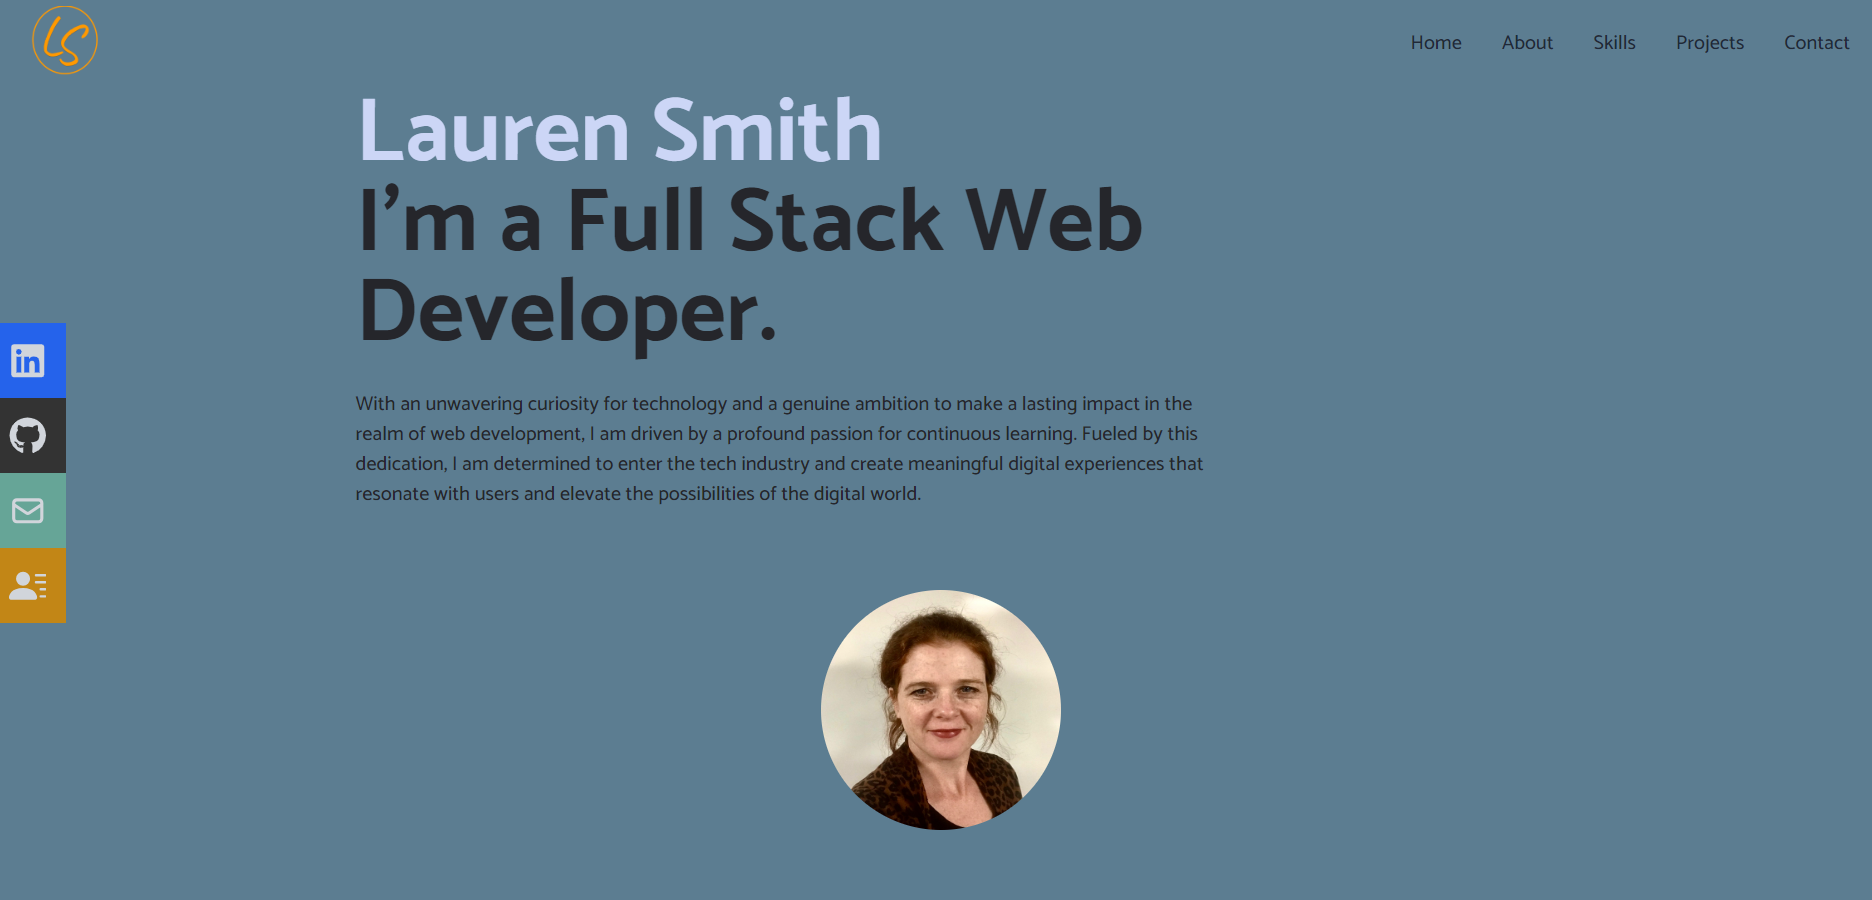 LS
Home About Skills Projects Contact
Lauren Smith
I'm a Full Stack Web
Developer.
With an unwavering curiosity for technology and a genuine ambition to make a lasting impact in the
realm of web development, I am driven by a profound passion for continuous learning. Fueled by this
dedication, I am determined to enter the tech industry and create meaningful digital experiences that
resonate with users and elevate the possibilities of the digital world.
in